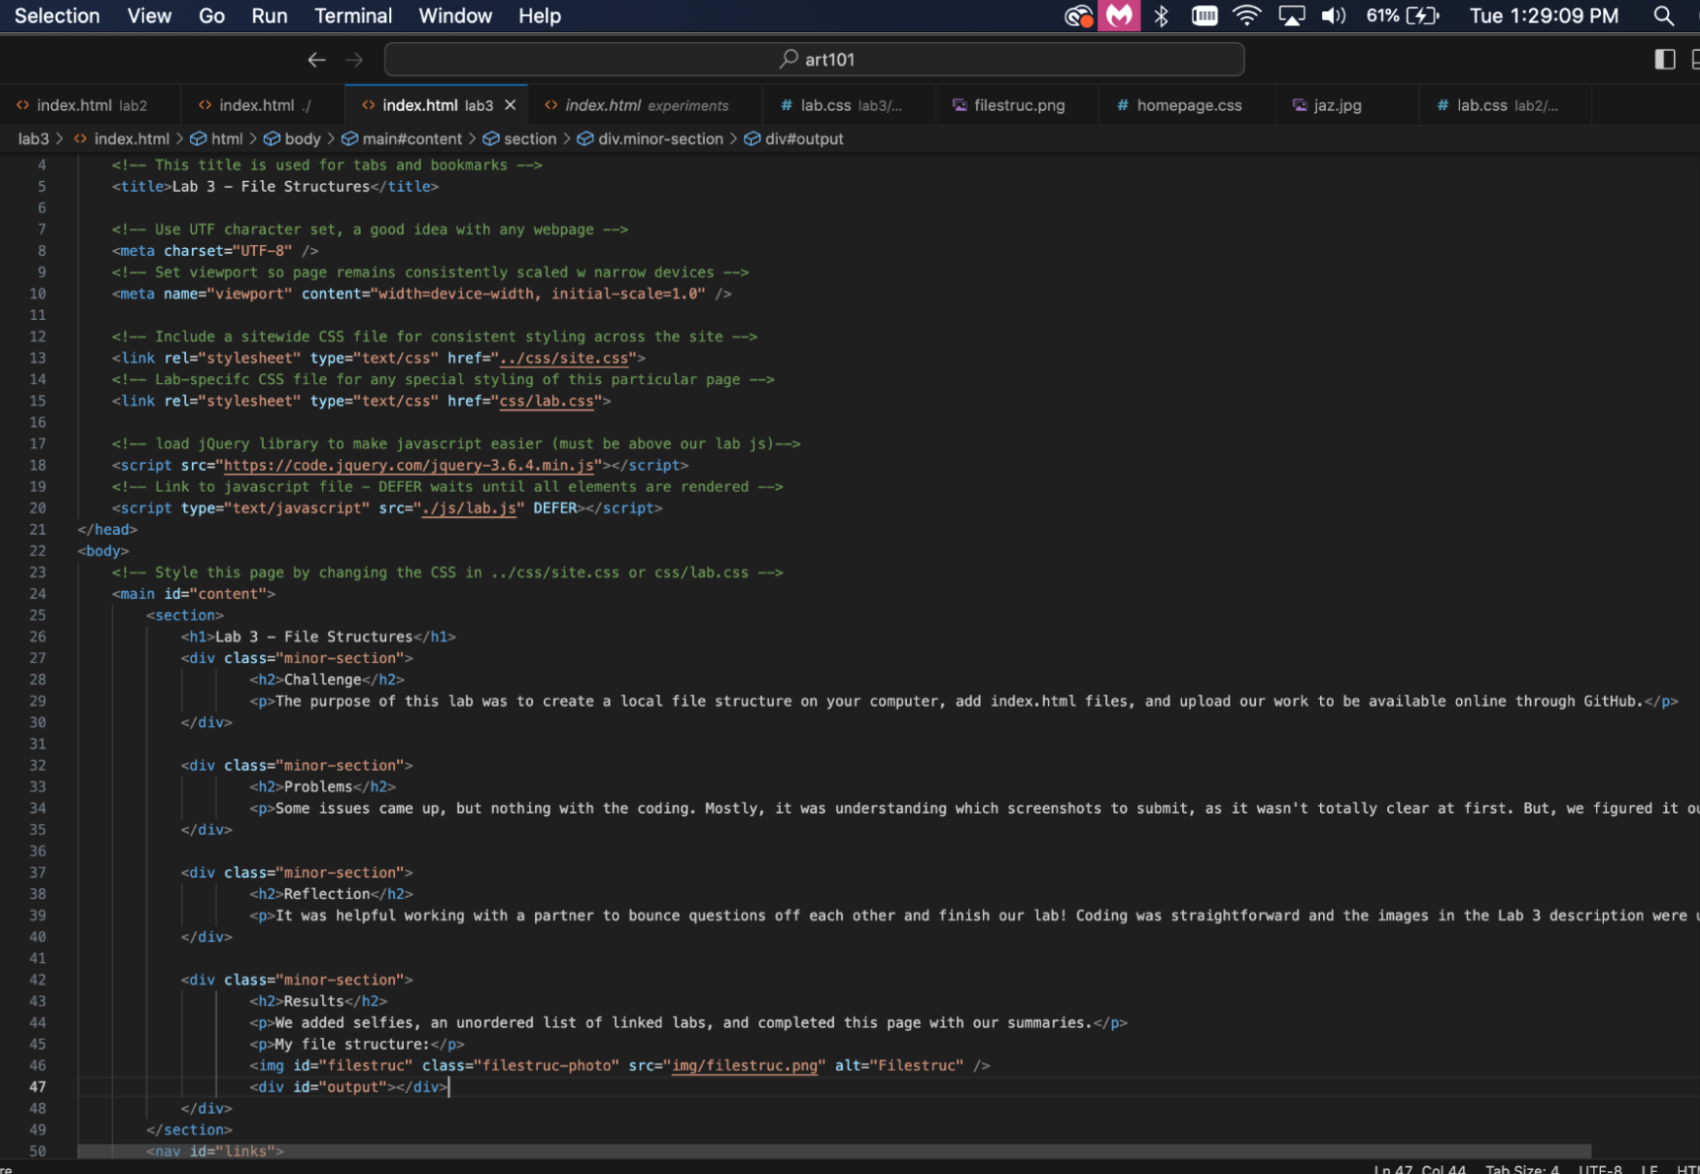 Selection View Go Run Terminal Window Help 61% Tue 1:29:09 PM
art101
index.html lab2 index.html ./ index.html lab3 index.html experiments lab.css lab3/... filestruc.png homepage.css jaz.jpg lab.css lab2/...
lab3 > index.html > html > body > main#content > section > div.minor-section > div#output
4 <!-- This title is used for tabs and bookmarks -->
5 <title>Lab 3 - File Structures</title>
6
7 <!-- Use UTF character set, a good idea with any webpage -->
8 <meta charset="UTF-8" />
9 <!-- Set viewport so page remains consistently scaled w narrow devices -->
10 <meta name="viewport" content="width=device-width, initial-scale=1.0" />
11
12 <!-- Include a sitewide CSS file for consistent styling across the site -->
13 <link rel="stylesheet" type="text/css" href="../css/site.css">
14 <!-- Lab-specifc CSS file for any special styling of this particular page -->
15 <link rel="stylesheet" type="text/css" href="css/lab.css">
16
17 <!-- load jQuery library to make javascript easier (must be above our lab js)-->
18 <script src="https://code.jquery.com/jquery-3.6.4.min.js"></script>
19 <!-- Link to javascript file - DEFER waits until all elements are rendered -->
20 <script type="text/javascript" src="./js/lab.js" DEFER></script>
21 </head>
22 <body>
23 <!-- Style this page by changing the CSS in ../css/site.css or css/lab.css -->
24 <main id="content">
25 <section>
26 <h1>Lab 3 - File Structures</h1>
27 <div class="minor-section">
28 <h2>Challenge</h2>
29 <p>The purpose of this lab was to create a local file structure on your computer, add index.html files, and upload our work to be available online through GitHub.</p>
30 </div>
31
32 <div class="minor-section">
33 <h2>Problems</h2>
34 <p>Some issues came up, but nothing with the coding. Mostly, it was understanding which screenshots to submit, as it wasn't totally clear at first. But, we figured it
35 </div>
36
37 <div class="minor-section">
38 <h2>Reflection</h2>
39 <p>It was helpful working with a partner to bounce questions off each other and finish our lab! Coding was straightforward and the images in the Lab 3 description were
40 </div>
41
42 <div class="minor-section">
43 <h2>Results</h2>
44 <p>We added selfies, an unordered list of linked labs, and completed this page with our summaries.</p>
45 <p>My file structure:</p>
46 <img id="filestruc" class="filestruc-photo" src="img/filestruc.png" alt="Filestruc" />
47 <div id="output"></div>
48 </div>
49 </section>
50 <nav id="links">
Ln 47, Col 44 Tab Size: 4 UTF-8 LF